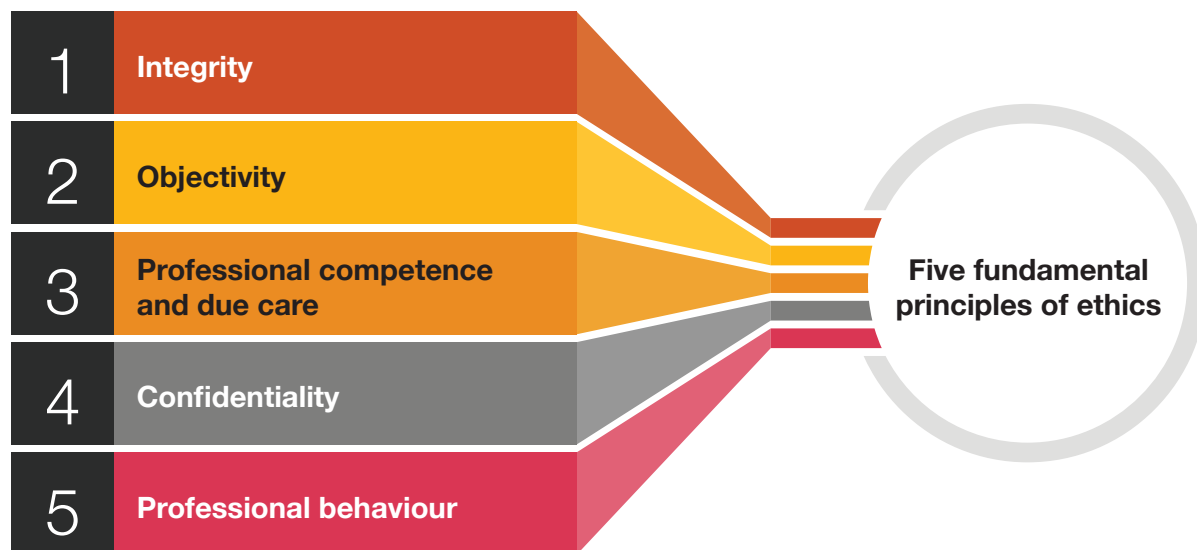 1
Integrity
2
Objectivity
3
Professional competence
and due care
4
Confidentiality
5
Professional behaviour
Five fundamental
principles of ethics